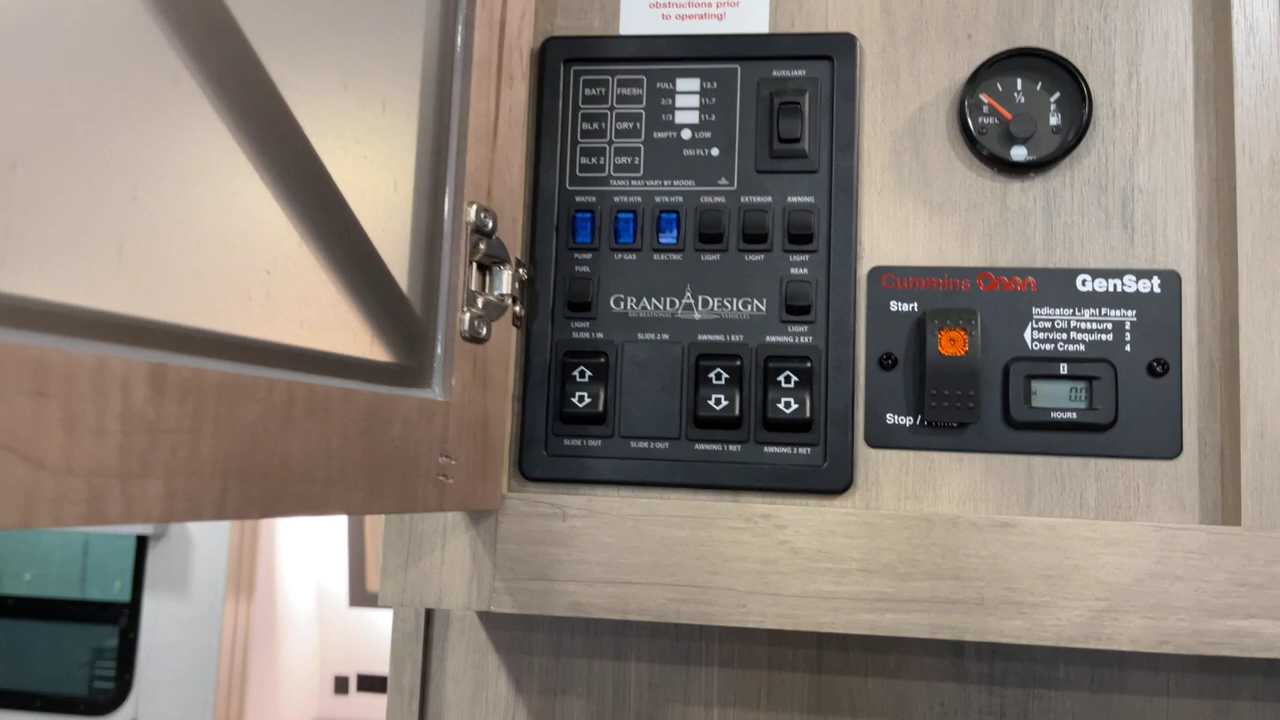 obstructions prior
to operating!
BATT FRESH
BLK 1 GRY 1
BLK 2 GRY 2
FULL 12.3
2/3 11.7
1/3 11.2
EMPTY LOW
DSI FLT
TANKS MAY VARY BY MODEL
AUXILIARY
WATER PUMP
WTR HTR LP GAS
WTR HTR ELECTRIC
CEILING LIGHT
EXTERIOR LIGHT
AWNING LIGHT
FUEL LIGHT
GRAND DESIGN
RECREATIONAL VEHICLES
REAR LIGHT
SLIDE 1 IN
SLIDE 1 OUT
SLIDE 2 IN
SLIDE 2 OUT
AWNING 1 EXT
AWNING 1 RET
AWNING 2 EXT
AWNING 2 RET
E 1/2 F
FUEL
Cummins Onan GenSet
Start
Stop / Prime
Indicator Light Flasher
Low Oil Pressure 2
Service Required 3
Over Crank 4
0.0
HOURS